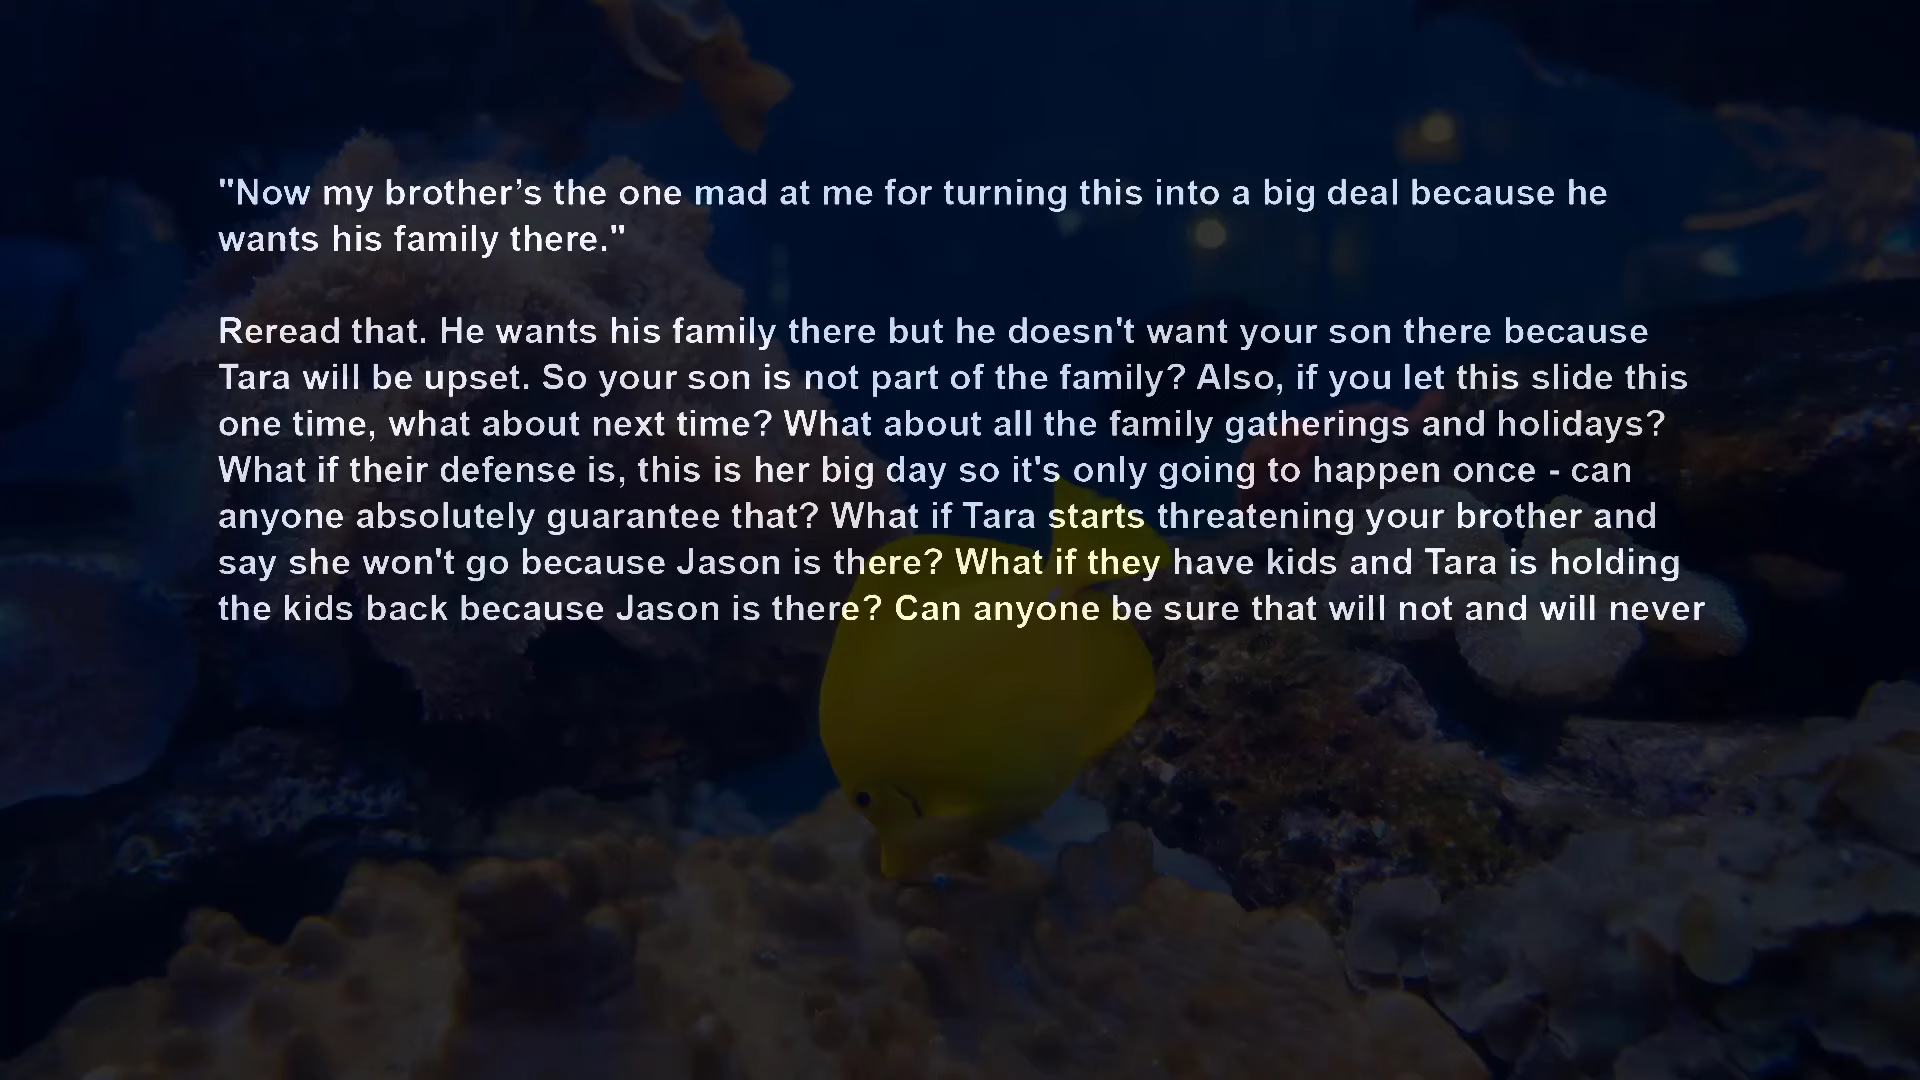 "Now my brother’s the one mad at me for turning this into a big deal because he
wants his family there."
Reread that. He wants his family there but he doesn't want your son there because
Tara will be upset. So your son is not part of the family? Also, if you let this slide this
one time, what about next time? What about all the family gatherings and holidays?
What if their defense is, this is her big day so it's only going to happen once - can
anyone absolutely guarantee that? What if Tara starts threatening your brother and
say she won't go because Jason is there? What if they have kids and Tara is holding
the kids back because Jason is there? Can anyone be sure that will not and will never